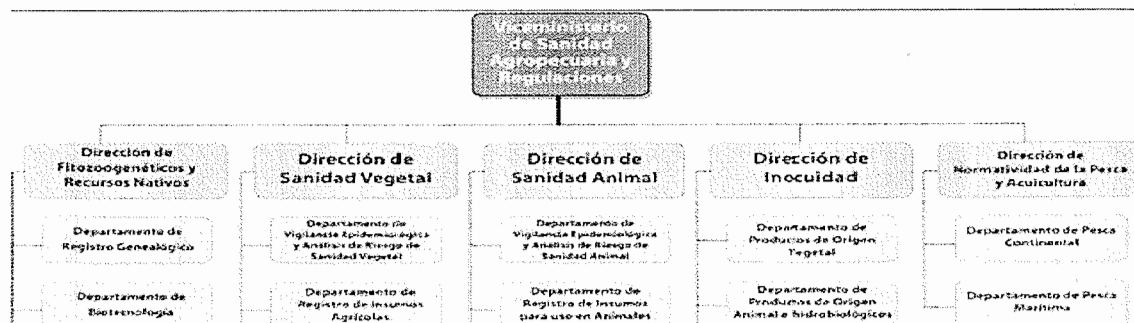 Viceministerio
de Sanidad
Agropecuaria y
Regulaciones
Dirección de
Fitozoogenéticos y
Recursos Nativos
Dirección de
Sanidad Vegetal
Dirección de
Sanidad Animal
Dirección de
Inocuidad
Dirección de
Normatividad de la Pesca
y Acuicultura
Departamento de
Registro Genealógico
Departamento de
Vigilancia Epidemiológica
y Análisis de Riesgo de
Sanidad Vegetal
Departamento de
Vigilancia Epidemiológica
y Análisis de Riesgo de
Sanidad Animal
Departamento de
Productos de Origen
Tegetal
Departamento de Pesca
Continental
Departamento de
Biotecnología
Departamento de
Registro de Insumos
Agrícolas
Departamento de
Registro de Insumos
para uso en Animales
Departamento de
Productos de Origen
Animal e hidrobiológicos
Departamento de Pesca
Marítima